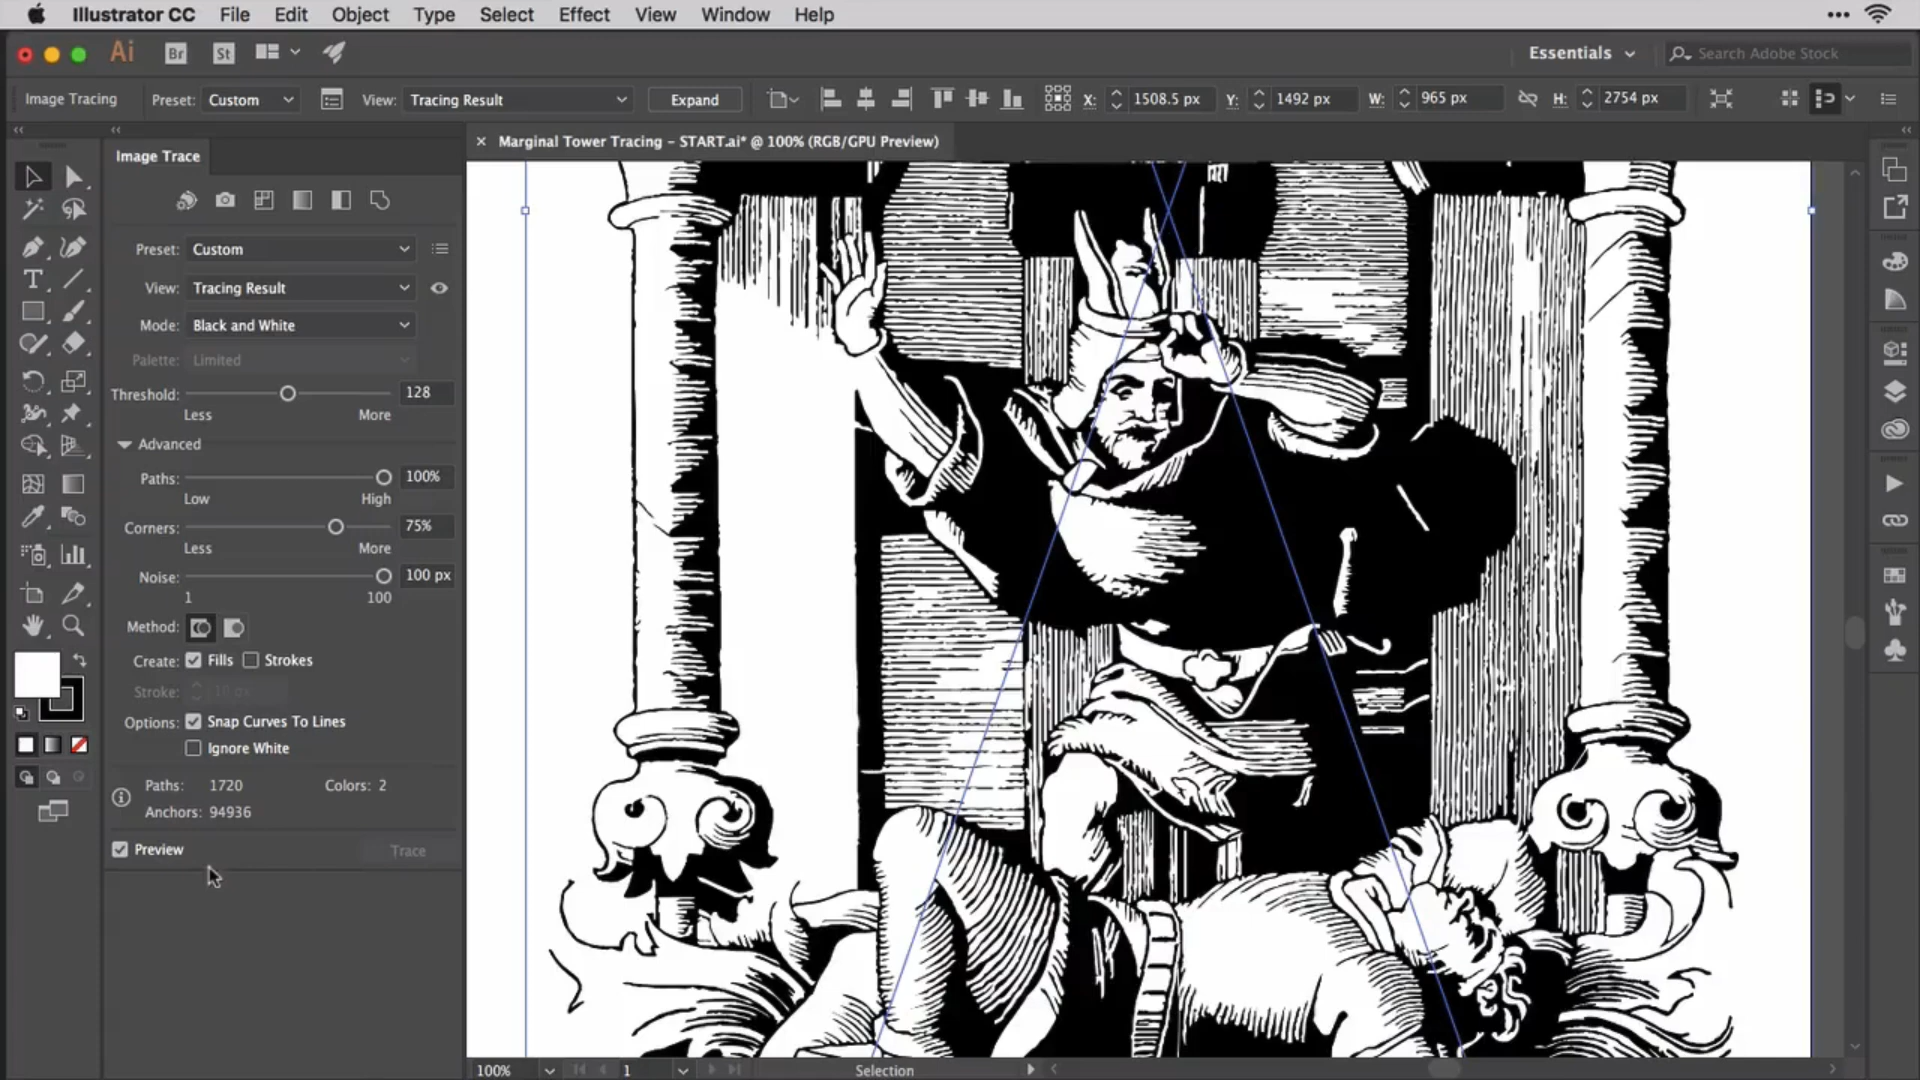 Illustrator CC File Edit Object Type Select Effect View Window Help
Ai Br St Essentials Search Adobe Stock
Image Tracing Preset: Custom View: Tracing Result Expand X: 1508.5 px Y: 1492 px W: 965 px H: 2754 px
Marginal Tower Tracing – START.ai* @ 100% (RGB/GPU Preview)
Image Trace
Preset: Custom
View: Tracing Result
Mode: Black and White
Palette: Limited
Threshold: 128
Less More
Advanced
Paths: 100%
Low High
Corners: 75%
Less More
Noise: 100 px
1 100
Method:
Create: Fills Strokes
Stroke: 10 px
Options: Snap Curves To Lines
Ignore White
Paths: 1720 Colors: 2
Anchors: 94936
Preview Trace
100% 1 Selection